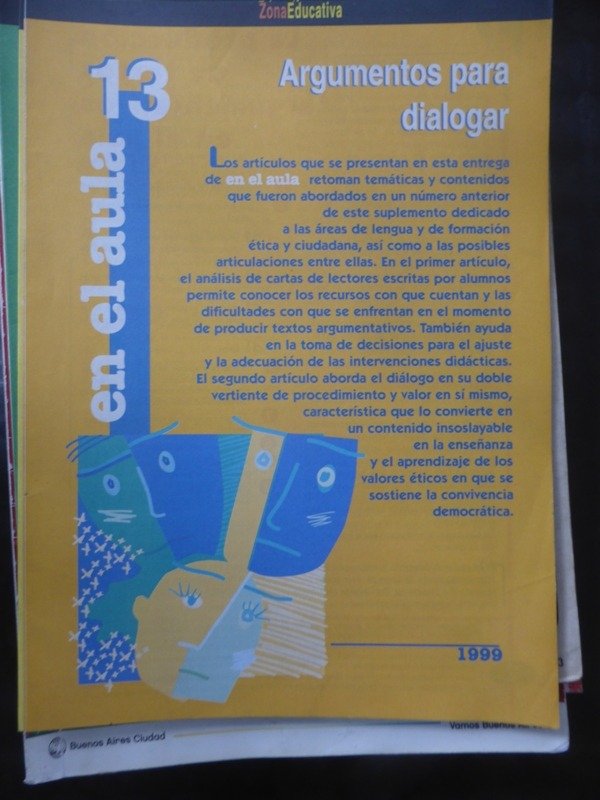 ZonaEducativa
13
en el aula
Argumentos para
dialogar
Los artículos que se presentan en esta entrega
de en el aula retoman temáticas y contenidos
que fueron abordados en un número anterior
de este suplemento dedicado
a las áreas de lengua y de formación
ética y ciudadana, así como a las posibles
articulaciones entre ellas. En el primer artículo,
el análisis de cartas de lectores escritas por alumnos
permite conocer los recursos con que cuentan y las
dificultades con que se enfrentan en el momento
de producir textos argumentativos. También ayuda
en la toma de decisiones para el ajuste
y la adecuación de las intervenciones didácticas.
El segundo artículo aborda el diálogo en su doble
vertiente de procedimiento y valor en sí mismo,
característica que lo convierte en
un contenido insoslayable
en la enseñanza
y el aprendizaje de los
valores éticos en que se
sostiene la convivencia
democrática.
1999
3
Buenos Aires Ciudad
Vamos Buenos